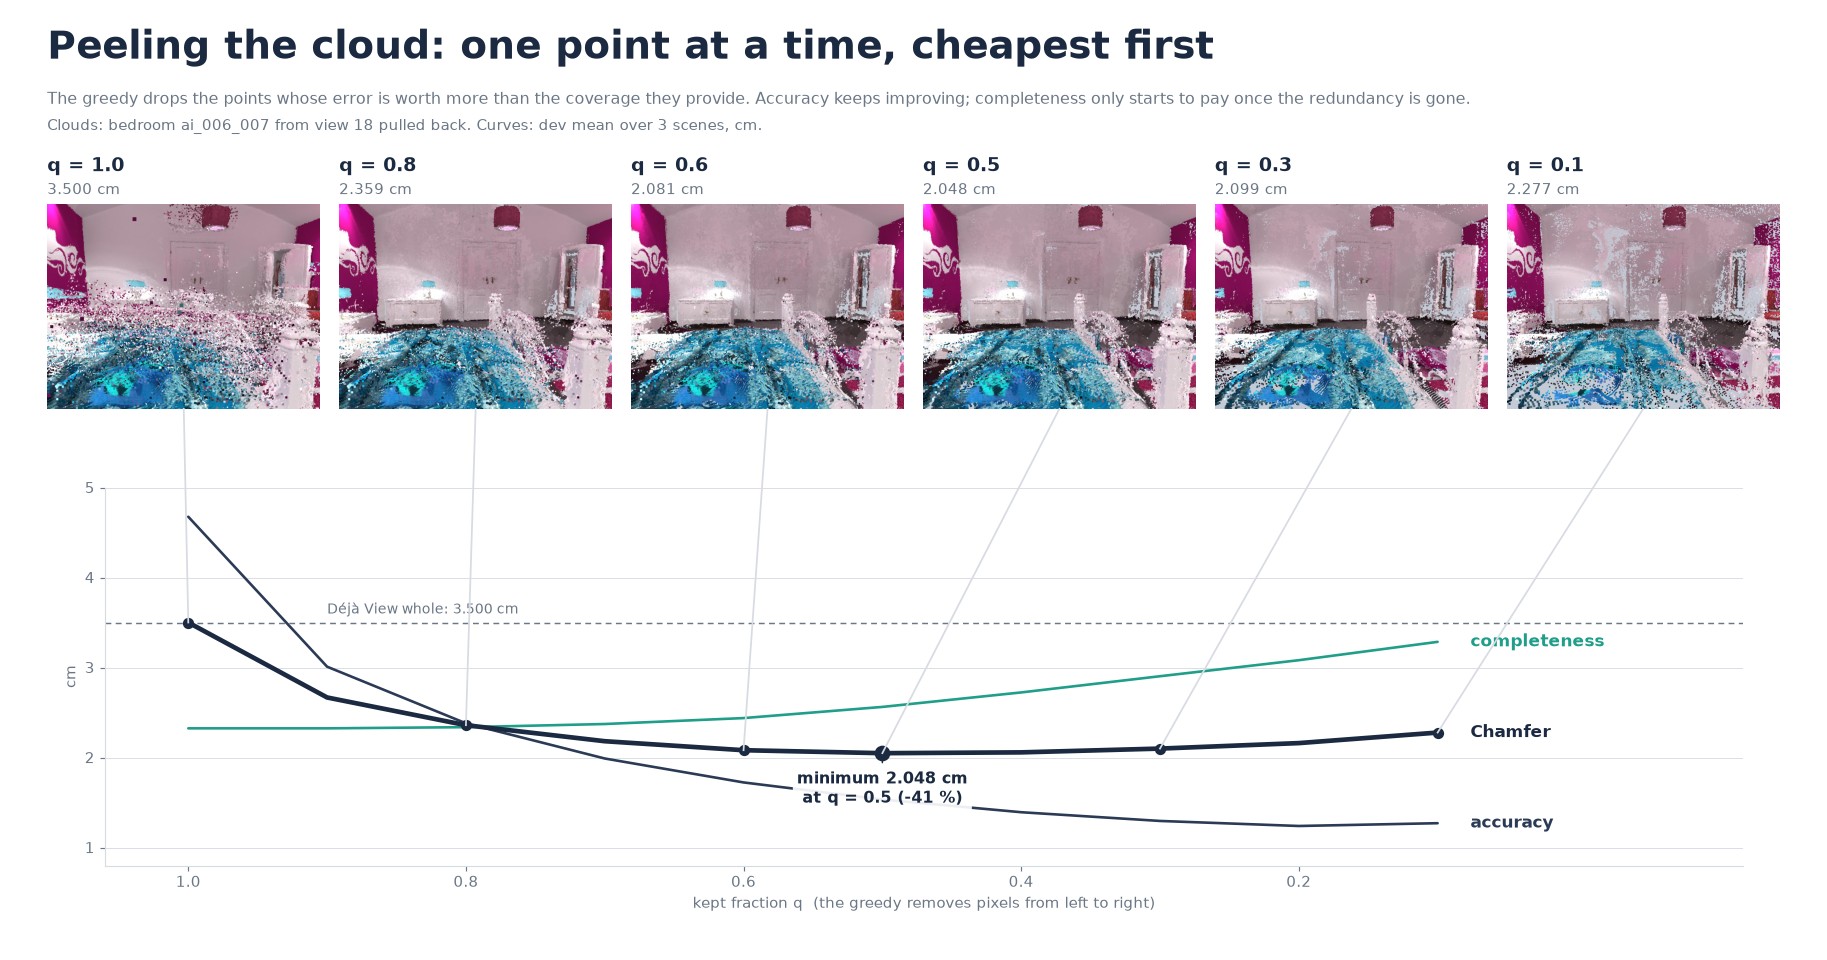 Peeling the cloud: one point at a time, cheapest first
The greedy drops the points whose error is worth more than the coverage they provide. Accuracy keeps improving; completeness only starts to pay once the redundancy is gone.
Clouds: bedroom ai_006_007 from view 18 pulled back. Curves: dev mean over 3 scenes, cm.
q = 1.0
3.500 cm
q = 0.8
2.359 cm
q = 0.6
2.081 cm
q = 0.5
2.048 cm
q = 0.3
2.099 cm
q = 0.1
2.277 cm
5
4
3
2
1
cm
Déjà View whole: 3.500 cm
completeness
Chamfer
minimum 2.048 cm
at q = 0.5 (-41 %)
accuracy
1.0
0.8
0.6
0.4
0.2
kept fraction q  (the greedy removes pixels from left to right)